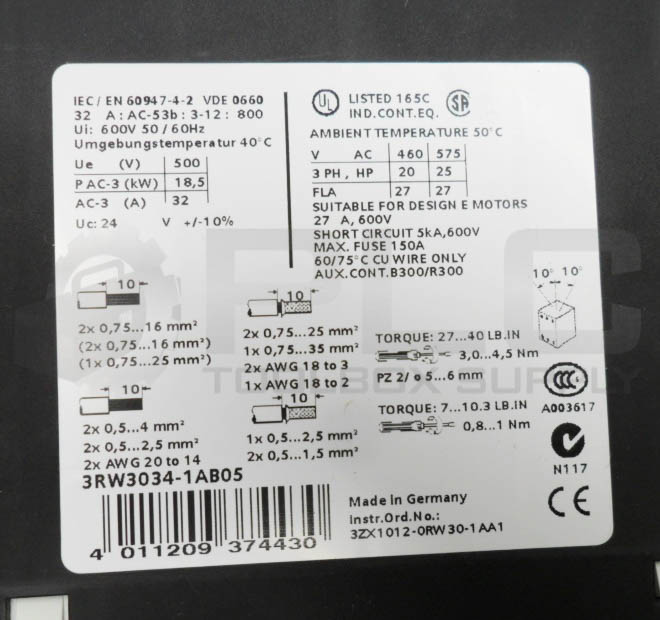 IEC/ EN 60947-4-2 VDE 0660
32 A: AC-53b: 3-12: 800
Ui: 600V 50/60Hz
Umgebungstemperatur 40°C
Ue (V) 500
P AC-3 (kW) 18,5
AC-3 (A) 32
Uc: 24 V +/-10%
UL LISTED 165C
IND.CONT.EQ.
SA
AMBIENT TEMPERATURE 50°C
V AC 460 575
3 PH, HP 20 25
FLA 27 27
SUITABLE FOR DESIGN E MOTORS
27 A, 600V
SHORT CIRCUIT 5kA,600V
MAX. FUSE 150A
60/75°C CU WIRE ONLY
AUX.CONT.B300/R300
10
2x 0,75...16 mm²
(2x 0,75...16 mm²)
(1x 0,75...25 mm²)
10
2x 0,75...25 mm²
1x 0,75...35 mm²
2x AWG 18 to 3
1x AWG 18 to 2
10
2x 0,5...4 mm²
2x 0,5...2,5 mm²
2x AWG 20 to 14
10
1x 0,5...2,5 mm²
2x 0,5...1,5 mm²
10° 10°
TORQUE: 27...40 LB.IN
3,0...4,5 Nm
PZ 2/ ø 5...6 mm
TORQUE: 7...10.3 LB.IN
0,8...1 Nm
CCC
A003617
N117
CE
3RW3034-1AB05
4 011209 374430
Made in Germany
Instr.Ord.No.:
3ZX1012-0RW30-1AA1
PLC
TOOLBOX SUPPLY